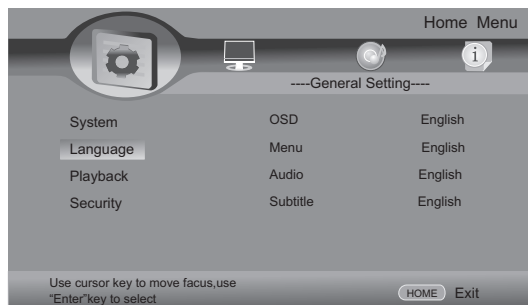 Home Menu
----General Setting----
System OSD English
Language Menu English
Playback Audio English
Security Subtitle English
Use cursor key to move facus,use
“Enter”key to select
HOME Exit